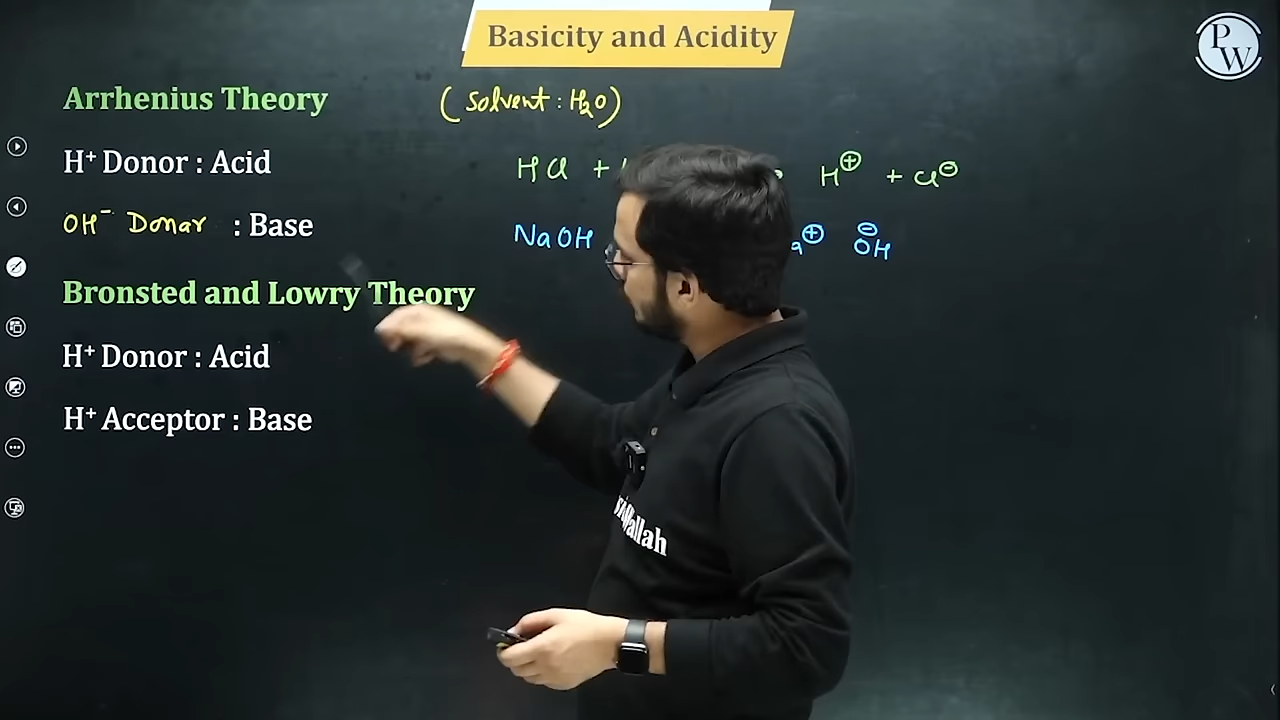 Basicity and Acidity
PW
Arrhenius Theory (Solvent : H₂O)
H⁺ Donor : Acid HCl + H⊕ + Cl⊖
OH⁻ Donar : Base NaOH ⊕ ⊖OH
Bronsted and Lowry Theory
H⁺ Donor : Acid
H⁺ Acceptor : Base
Wallah